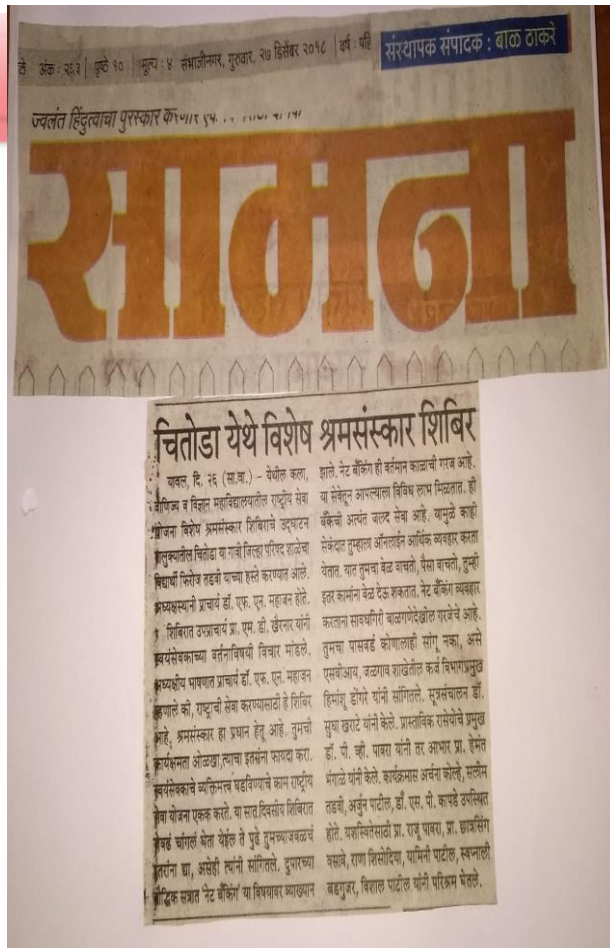 अंक : २६३ पृष्ठे १० मूल्य : ४ संभाजीनगर, गुरुवार, २७ डिसेंबर २०१८ वर्ष : पहि
संस्थापक संपादक : बाळ ठाकरे
ज्वलंत हिंदुत्वाचा पुरस्कार करणारे
सामना
चितोडा येथे विशेष श्रमसंस्कार शिबिर
यावल, दि. २६ (सा.वा.) – येथील कला,
वाणिज्य व विज्ञान महाविद्यालयातील राष्ट्रीय सेवा
योजना विशेष श्रमसंस्कार शिबिराचे उद्घाटन
तालुक्यातील चितोडा या गावी जिल्हा परिषद शाळेचा
विद्यार्थी फिरोज तडवी याच्या हस्ते करण्यात आले.
अध्यक्षस्थानी प्राचार्य डॉ. एफ. एन. महाजन होते.
शिबिरात उपप्राचार्य प्रा. एम. डी. खैरनार यांनी
स्वयंसेवकाच्या वर्तनाविषयी विचार मांडले.
अध्यक्षीय भाषणात प्राचार्य डॉ. एफ. एन. महाजन
म्हणाले की, राष्ट्राची सेवा करण्यासाठी हे शिबिर
आहे, श्रमसंस्कार हा प्रधान हेतू आहे. तुमची
कार्यक्षमता ओळखा,त्याचा इतरांना फायदा करा.
स्वयंसेवकाचे व्यक्तिमत्त्व घडविण्याचे काम राष्ट्रीय
सेवा योजना एकक करते. या सात दिवसीय शिबिरात
जेवढं चांगलं घेता येईल ते पुढे तुमच्याजवळचं
इतरांना द्या, असेही त्यांनी सांगितले. दुपारच्या
बौद्धिक सत्रात 'नेट बँकिंग' या विषयावर व्याख्यान
झाले. नेट बँकिंग ही वर्तमान काळाची गरज आहे.
या सेवेतून आपल्याला विविध लाभ मिळतात. ही
बँकेची अत्यंत जलद सेवा आहे. यामुळे काही
सेकंदात तुम्हाला ऑनलाईन आर्थिक व्यवहार करता
येतात. यात तुमचा वेळ वाचतो, पैसा वाचतो, तुम्ही
इतर कामांना वेळ देऊ शकतात. नेट बँकिंग व्यवहार
करताना सावधगिरी बाळगणेदेखील गरजेचे आहे.
तुमचा पासवर्ड कोणालाही सांगू नका, असे
एसबीआय, जळगाव शाखेतील कर्ज विभागप्रमुख
हिमांशू डोंगरे यांनी सांगितले. सूत्रसंचालन डॉ.
सुधा खराटे यांनी केले. प्रास्ताविक रासेयोचे प्रमुख
डॉ. पी. व्ही. पावरा यांनी तर आभार प्रा. हेमंत
भंगाळे यांनी केले. कार्यक्रमास अर्चना कोल्हे, सलीम
तडवी, अर्जुन पाटील, डॉ. एस. पी. कापडे उपस्थित
होते. यशस्वितेसाठी प्रा. राजू पावरा, प्रा. छात्रासिंग
वसावे, राणा शिसोदिया, यामिनी पाटील, स्वप्नाली
बडगुजर, विशाल पाटील यांनी परिश्रम घेतले.